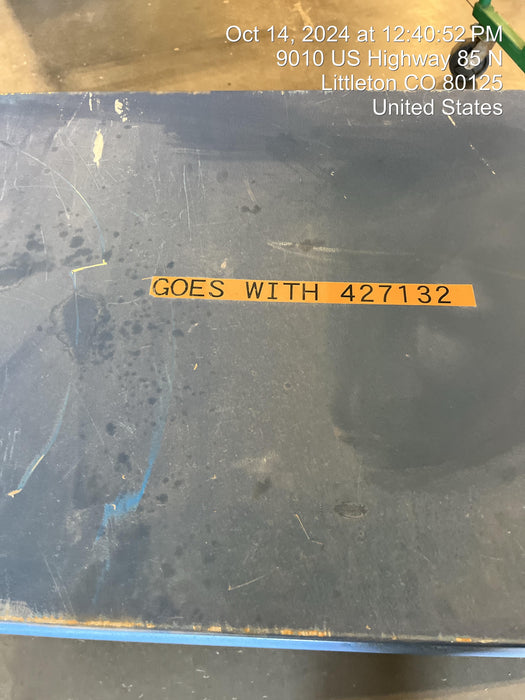 Oct 14, 2024 at 12:40:52 PM
9010 US Highway 85 N
Littleton CO 80125
United States
GOES WITH 427132